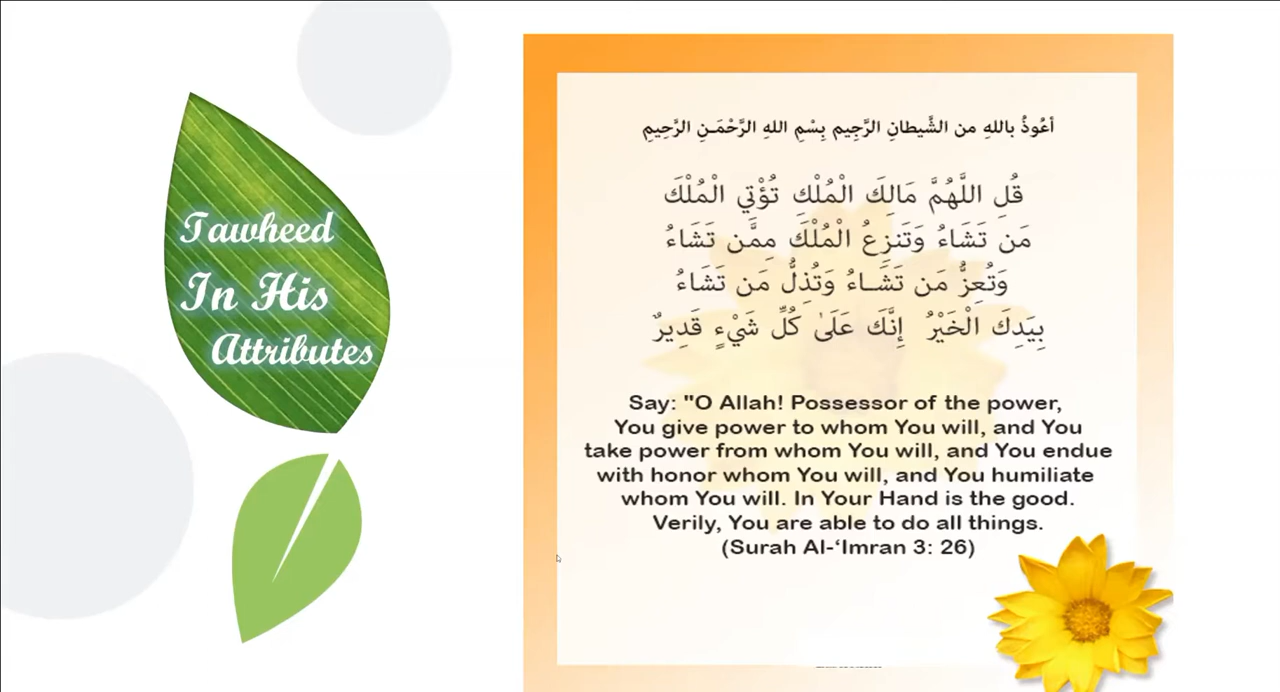 Tawheed
In His
Attributes
أعُوذُ باللهِ من الشَّيطانِ الرَّجِيم بِسْمِ اللهِ الرَّحْمَـنِ الرَّحِيمِ
قُلِ اللَّهُمَّ مَالِكَ الْمُلْكِ تُؤْتِي الْمُلْكَ
مَن تَشَاءُ وَتَنزِعُ الْمُلْكَ مِمَّن تَشَاءُ
وَتُعِزُّ مَن تَشَـاءُ وَتُذِلُّ مَن تَشَاءُ
بِيَدِكَ الْخَيْرُ إِنَّكَ عَلَىٰ كُلِّ شَيْءٍ قَدِيرٌ
Say: "O Allah! Possessor of the power,
You give power to whom You will, and You
take power from whom You will, and You endue
with honor whom You will, and You humiliate
whom You will. In Your Hand is the good.
Verily, You are able to do all things.
(Surah Al-‘Imran 3: 26)